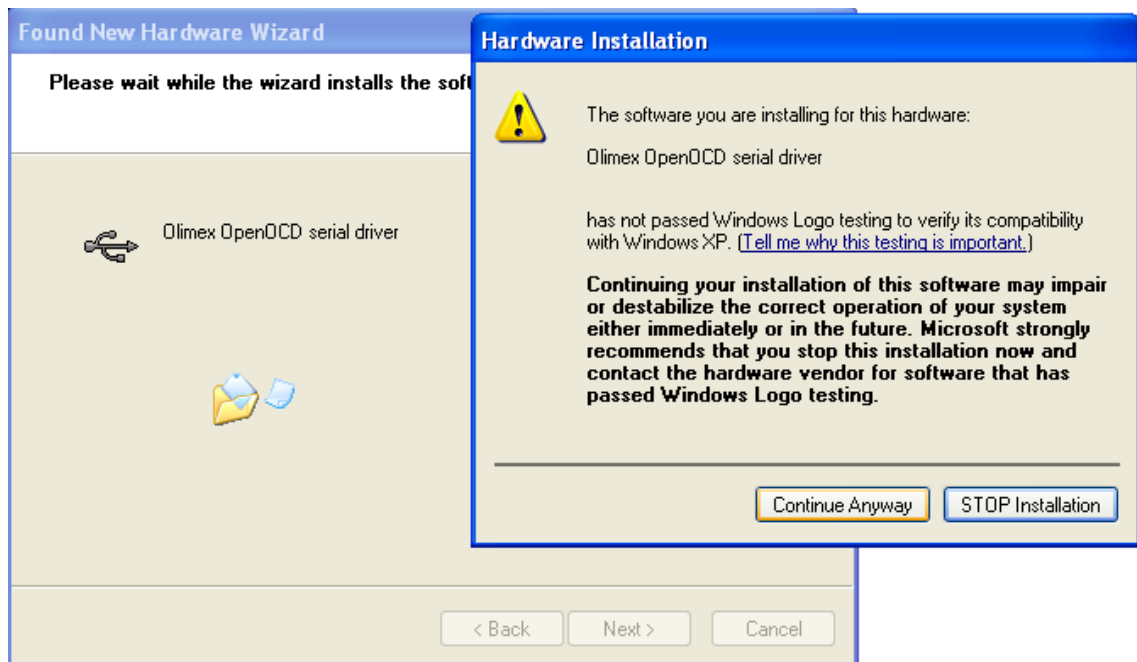 Found New Hardware Wizard
Please wait while the wizard installs the soft
Olimex OpenOCD serial driver
< Back
Next >
Cancel
Hardware Installation
The software you are installing for this hardware:
Olimex OpenOCD serial driver
has not passed Windows Logo testing to verify its compatibility
with Windows XP. (Tell me why this testing is important.)
Continuing your installation of this software may impair
or destabilize the correct operation of your system
either immediately or in the future. Microsoft strongly
recommends that you stop this installation now and
contact the hardware vendor for software that has
passed Windows Logo testing.
Continue Anyway
STOP Installation